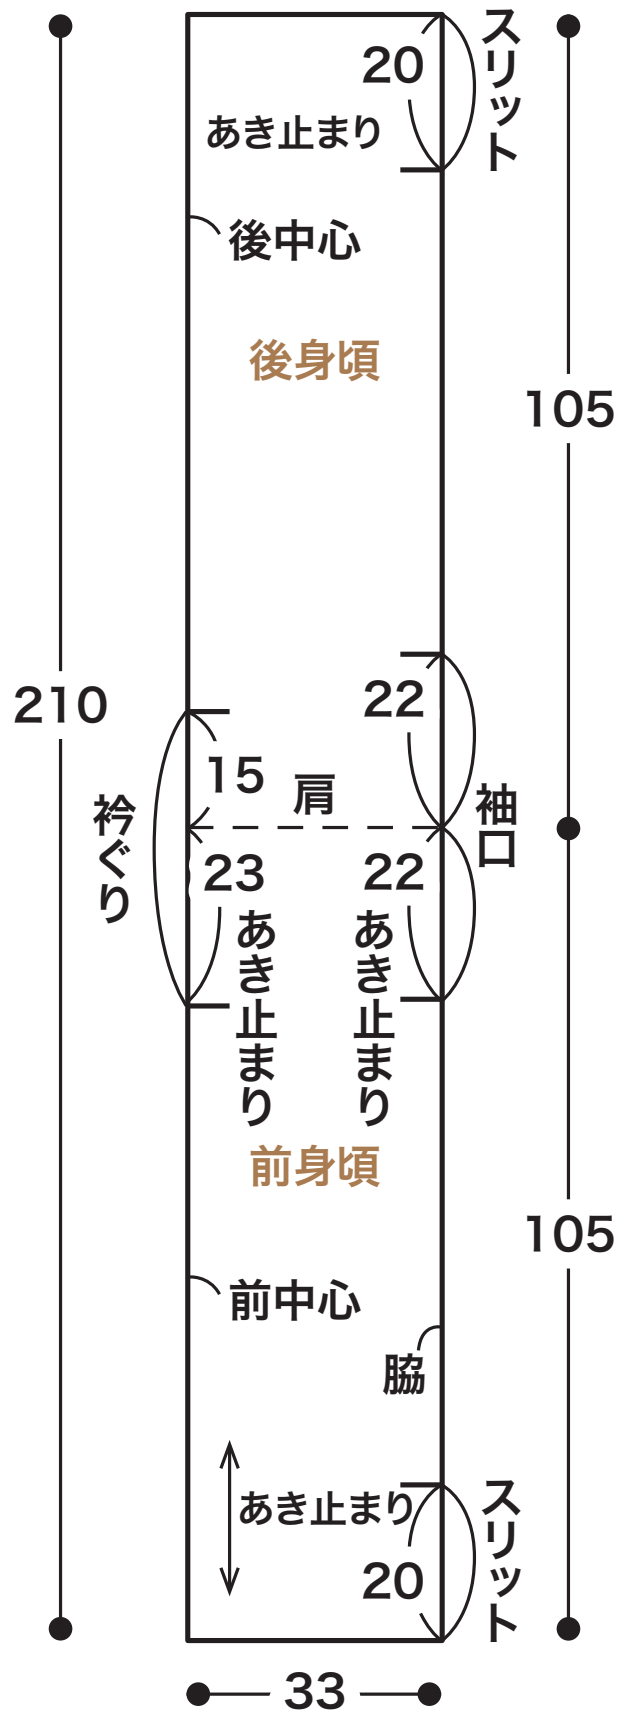 20
スリット
あき止まり
後中心
後身頃
105
210
22
15
肩
袖口
衿ぐり
23
22
あき止まり
あき止まり
前身頃
105
前中心
脇
あき止まり
スリット
20
33